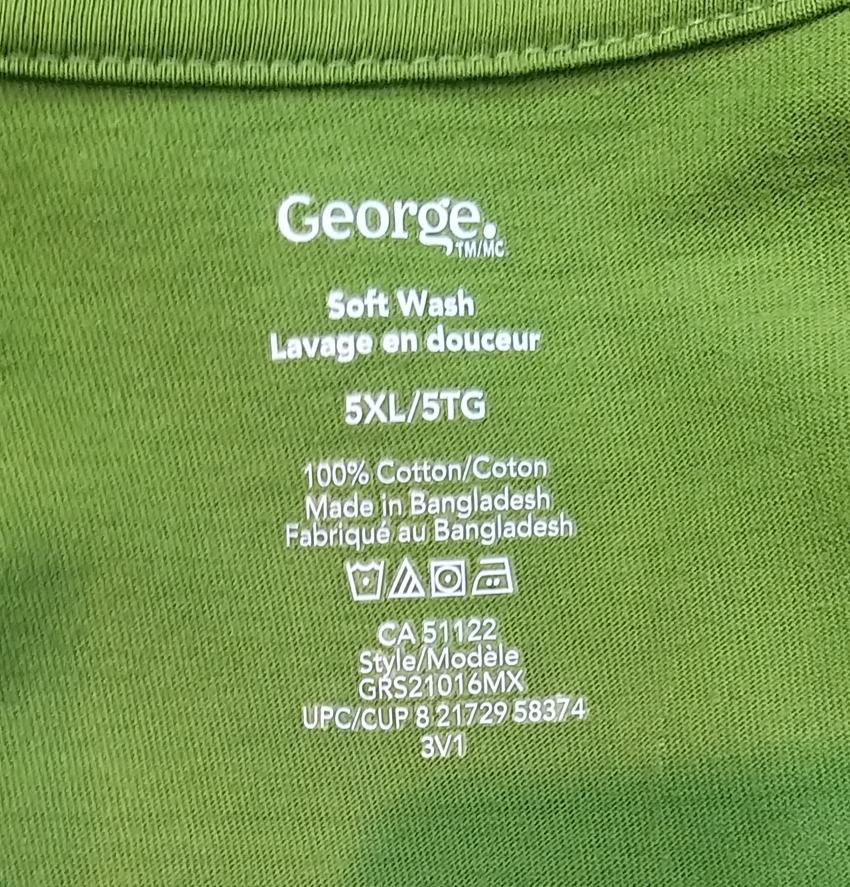 George.
TM/MC
Soft Wash
Lavage en douceur
5XL/5TG
100% Cotton/Coton
Made in Bangladesh
Fabriqué au Bangladesh
CA 51122
Style/Modèle
GRS21016MX
UPC/CUP 8 21729 58374
3V1